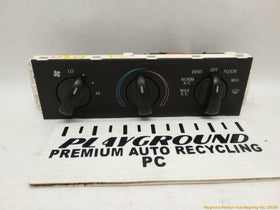 LO
HI
VENT OFF FLOOR
NORM A/C
MIX
MAX A/C
PLAYGROUND
PREMIUM AUTO RECYCLING
PC